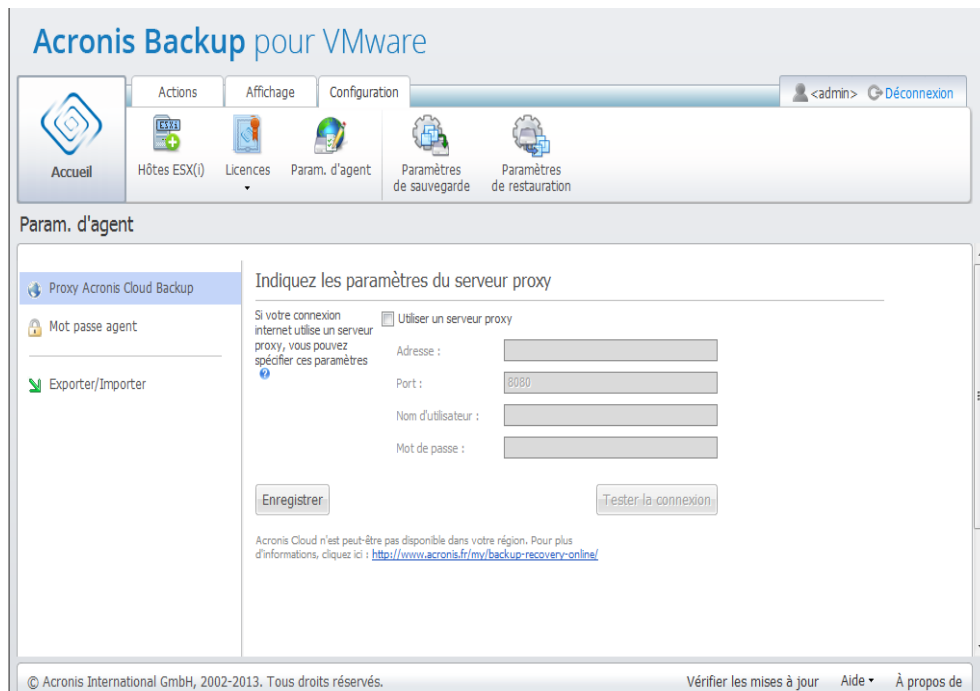 Acronis Backup pour VMware
Actions
Affichage
Configuration
<admin>
Déconnexion
Accueil
ESXi
Hôtes ESX(i)
Licences
Param. d'agent
Paramètres
de sauvegarde
Paramètres
de restauration
Param. d'agent
Proxy Acronis Cloud Backup
Mot passe agent
Exporter/Importer
Indiquez les paramètres du serveur proxy
Si votre connexion
internet utilise un serveur
proxy, vous pouvez
spécifier ces paramètres
?
Utiliser un serveur proxy
Adresse :
Port :
8080
Nom d'utilisateur :
Mot de passe :
Enregistrer
Tester la connexion
Acronis Cloud n'est peut-être pas disponible dans votre région. Pour plus
d'informations, cliquez ici : http://www.acronis.fr/my/backup-recovery-online/
© Acronis International GmbH, 2002-2013. Tous droits réservés.
Vérifier les mises à jour
Aide
À propos de